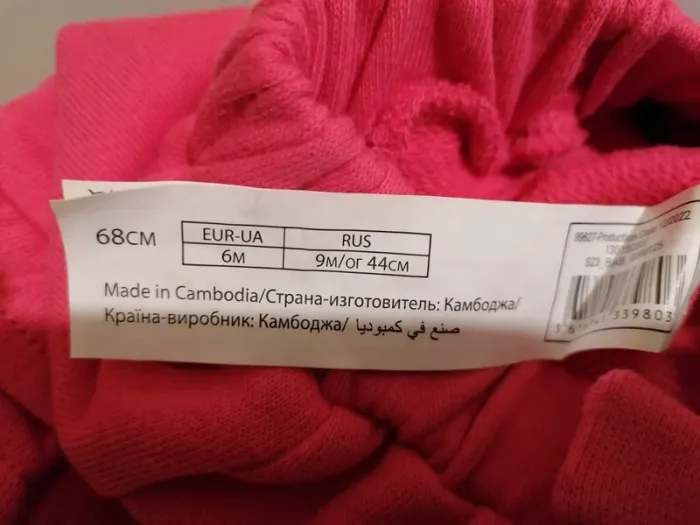 68CM
EUR-UA RUS
6M 9M/ОГ 44CM
Made in Cambodia/Страна-изготовитель: Камбоджа/
Країна-виробник: Камбоджа/ صنع في كمبوديا